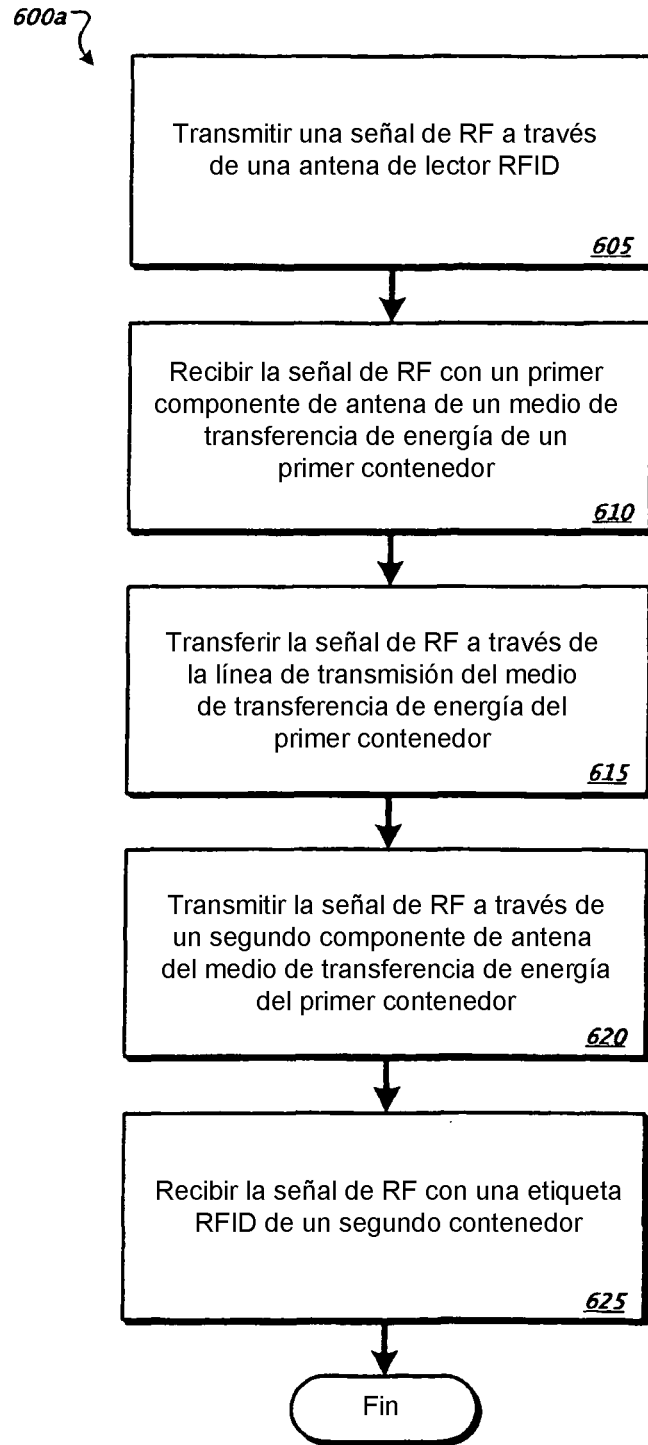 600a
Transmitir una señal de RF a través
de una antena de lector RFID
605
Recibir la señal de RF con un primer
componente de antena de un medio de
transferencia de energía de un
primer contenedor
610
Transferir la señal de RF a través de
la línea de transmisión del medio
de transferencia de energía del
primer contenedor
615
Transmitir la señal de RF a través de
un segundo componente de antena
del medio de transferencia de energía
del primer contenedor
620
Recibir la señal de RF con una etiqueta
RFID de un segundo contenedor
625
Fin